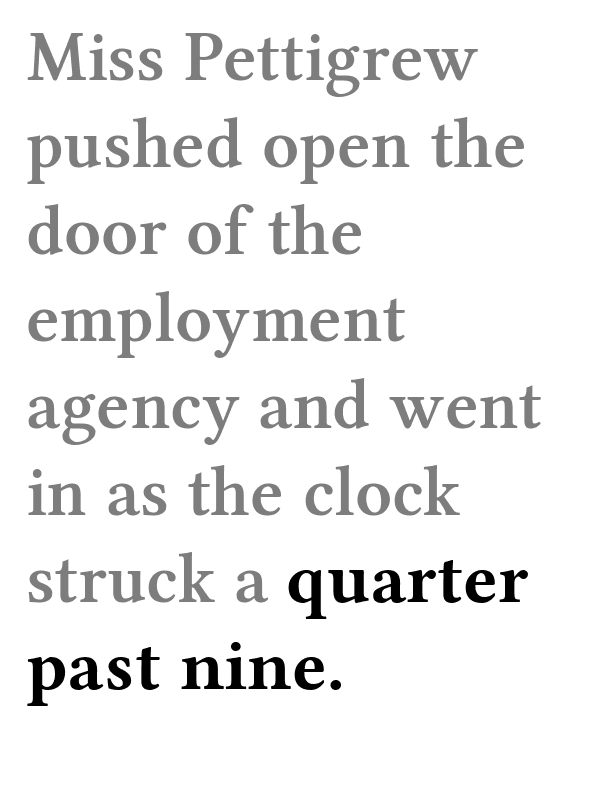 Miss Pettigrew
pushed open the
door of the
employment
agency and went
in as the clock
struck a quarter
past nine.